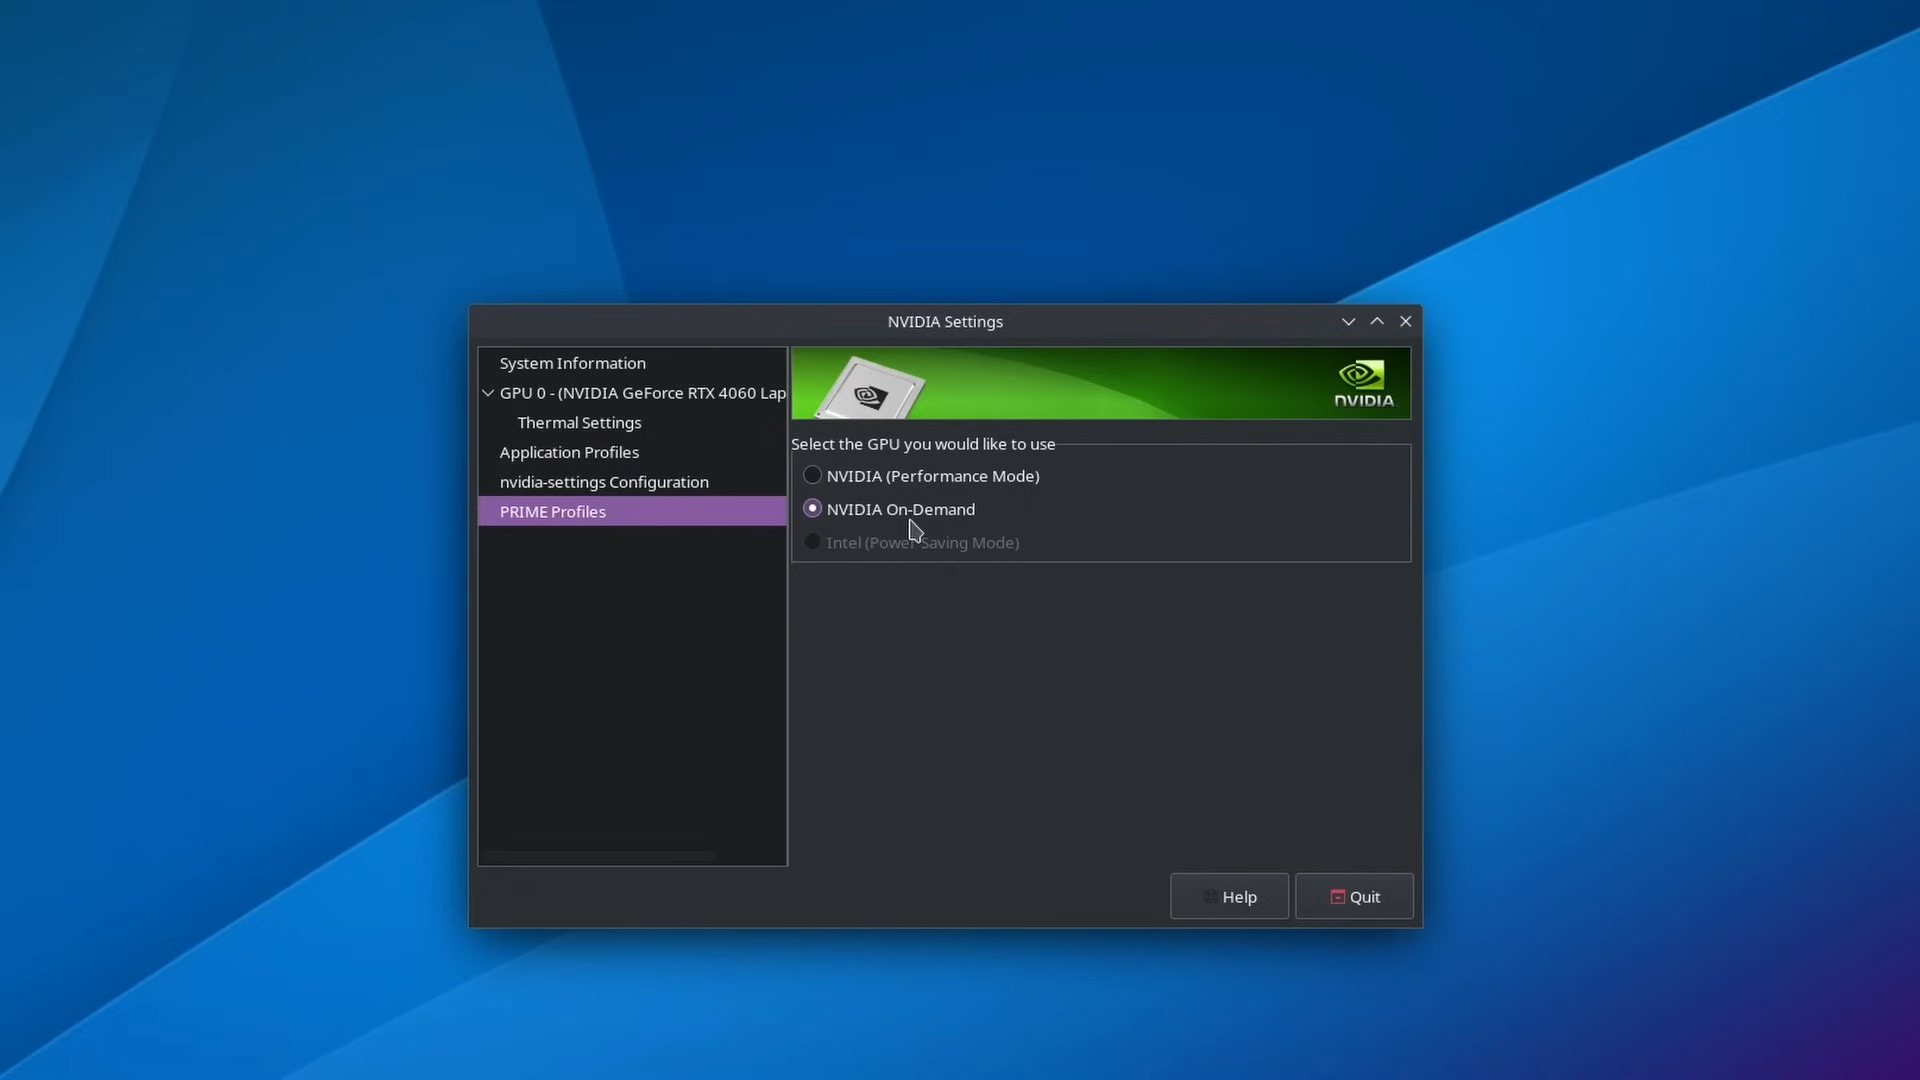 NVIDIA Settings
System Information
GPU 0 - (NVIDIA GeForce RTX 4060 Lap
Thermal Settings
Application Profiles
nvidia-settings Configuration
PRIME Profiles
NVIDIA
Select the GPU you would like to use
NVIDIA (Performance Mode)
NVIDIA On-Demand
Intel (Power Saving Mode)
Help
Quit